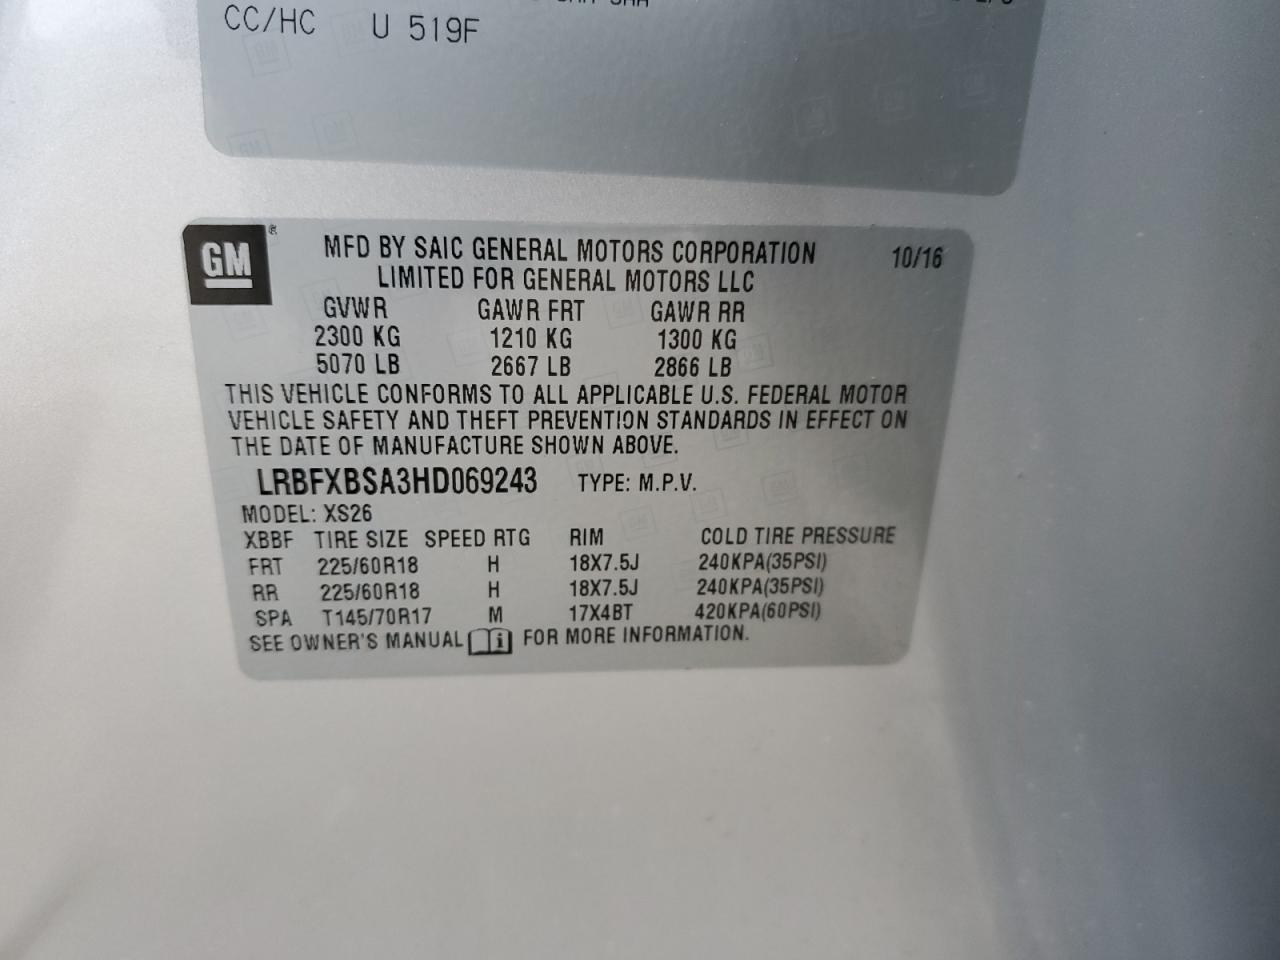 CC/HC U 519F
GM®
MFD BY SAIC GENERAL MOTORS CORPORATION 10/16
LIMITED FOR GENERAL MOTORS LLC
GVWR GAWR FRT GAWR RR
2300 KG 1210 KG 1300 KG
5070 LB 2667 LB 2866 LB
THIS VEHICLE CONFORMS TO ALL APPLICABLE U.S. FEDERAL MOTOR
VEHICLE SAFETY AND THEFT PREVENTION STANDARDS IN EFFECT ON
THE DATE OF MANUFACTURE SHOWN ABOVE.
LRBFXBSA3HD069243 TYPE: M.P.V.
MODEL: XS26
XBBF TIRE SIZE SPEED RTG RIM COLD TIRE PRESSURE
FRT 225/60R18 H 18X7.5J 240KPA(35PSI)
RR 225/60R18 H 18X7.5J 240KPA(35PSI)
SPA T145/70R17 M 17X4BT 420KPA(60PSI)
SEE OWNER'S MANUAL i FOR MORE INFORMATION.